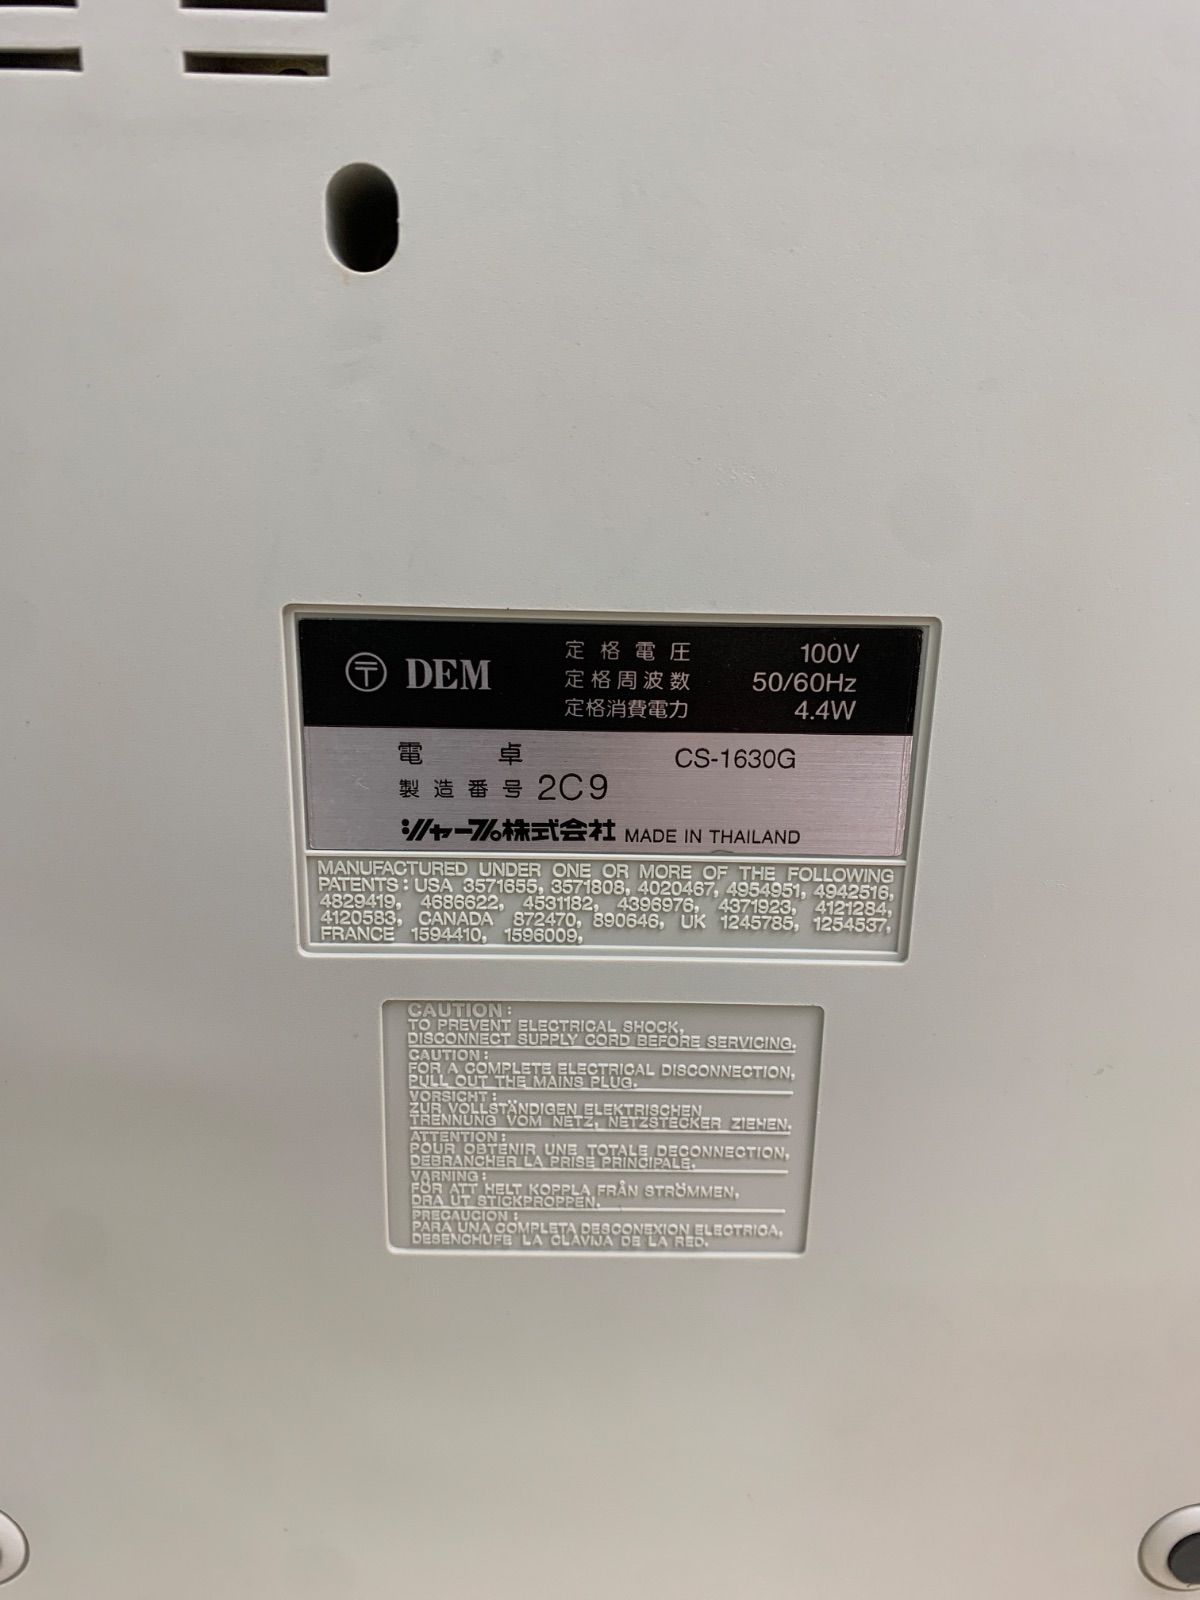 〒 DEM
定格電圧 100V
定格周波数 50/60Hz
定格消費電力 4.4W
電卓 CS-1630G
製造番号 2C9
シャープ株式会社 MADE IN THAILAND
MANUFACTURED UNDER ONE OR MORE OF THE FOLLOWING
PATENTS: USA 3571655, 3571808, 4020467, 4954951, 4942516,
4829419, 4686622, 4531182, 4396976, 4371923, 4121284,
4120583, CANADA 872470, 890646, UK 1245785, 1254537,
FRANCE 1594410, 1596009,
CAUTION:
TO PREVENT ELECTRICAL SHOCK,
DISCONNECT SUPPLY CORD BEFORE SERVICING.
CAUTION:
FOR A COMPLETE ELECTRICAL DISCONNECTION,
PULL OUT THE MAINS PLUG.
VORSICHT:
ZUR VOLLSTÄNDIGEN ELEKTRISCHEN
TRENNUNG VOM NETZ, NETZSTECKER ZIEHEN.
ATTENTION:
POUR OBTENIR UNE TOTALE DECONNECTION,
DEBRANCHER LA PRISE PRINCIPALE.
VARNING:
FÖR ATT HELT KOPPLA FRÅN STRÖMMEN,
DRA UT STICKPROPPEN.
PRECAUCION:
PARA UNA COMPLETA DESCONEXION ELECTRICA,
DESENCHUFE LA CLAVIJA DE LA RED.